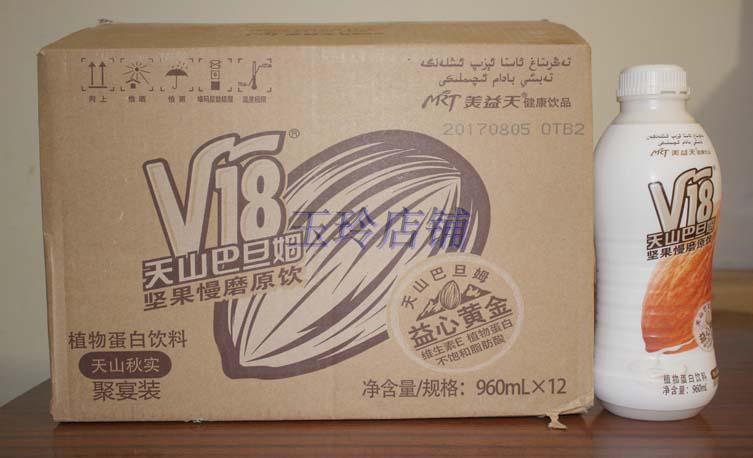 تەڭرىتاغ ئاستا ئېزىپ ئىشلەنگەن
تەبىئىي بادام ئىچىملىكى
MRT 美益天® 健康饮品
20170805 OTB2
向上
怕晒
怕雨
堆码层数极限
温度极限
V18®
天山巴旦姆
坚果慢磨原饮
玉玲店铺
植物蛋白饮料
天山秋实
聚宴装
天山巴旦姆
益心黄金
维生素E 植物蛋白
不饱和脂肪酸
净含量/规格：960mL×12
MRT 美益天 健康饮品
V18
天山巴旦姆
坚果慢磨原饮
植物蛋白饮料
净含量：960mL